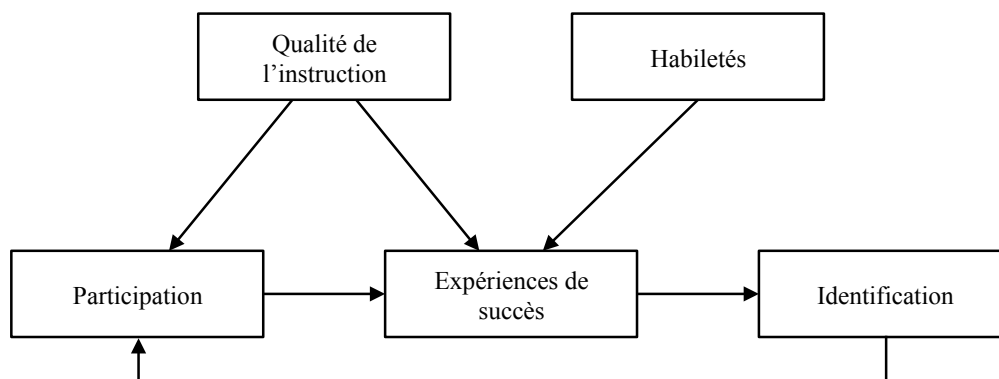 Qualité de
l’instruction
Habiletés
Participation
Expériences de
succès
Identification